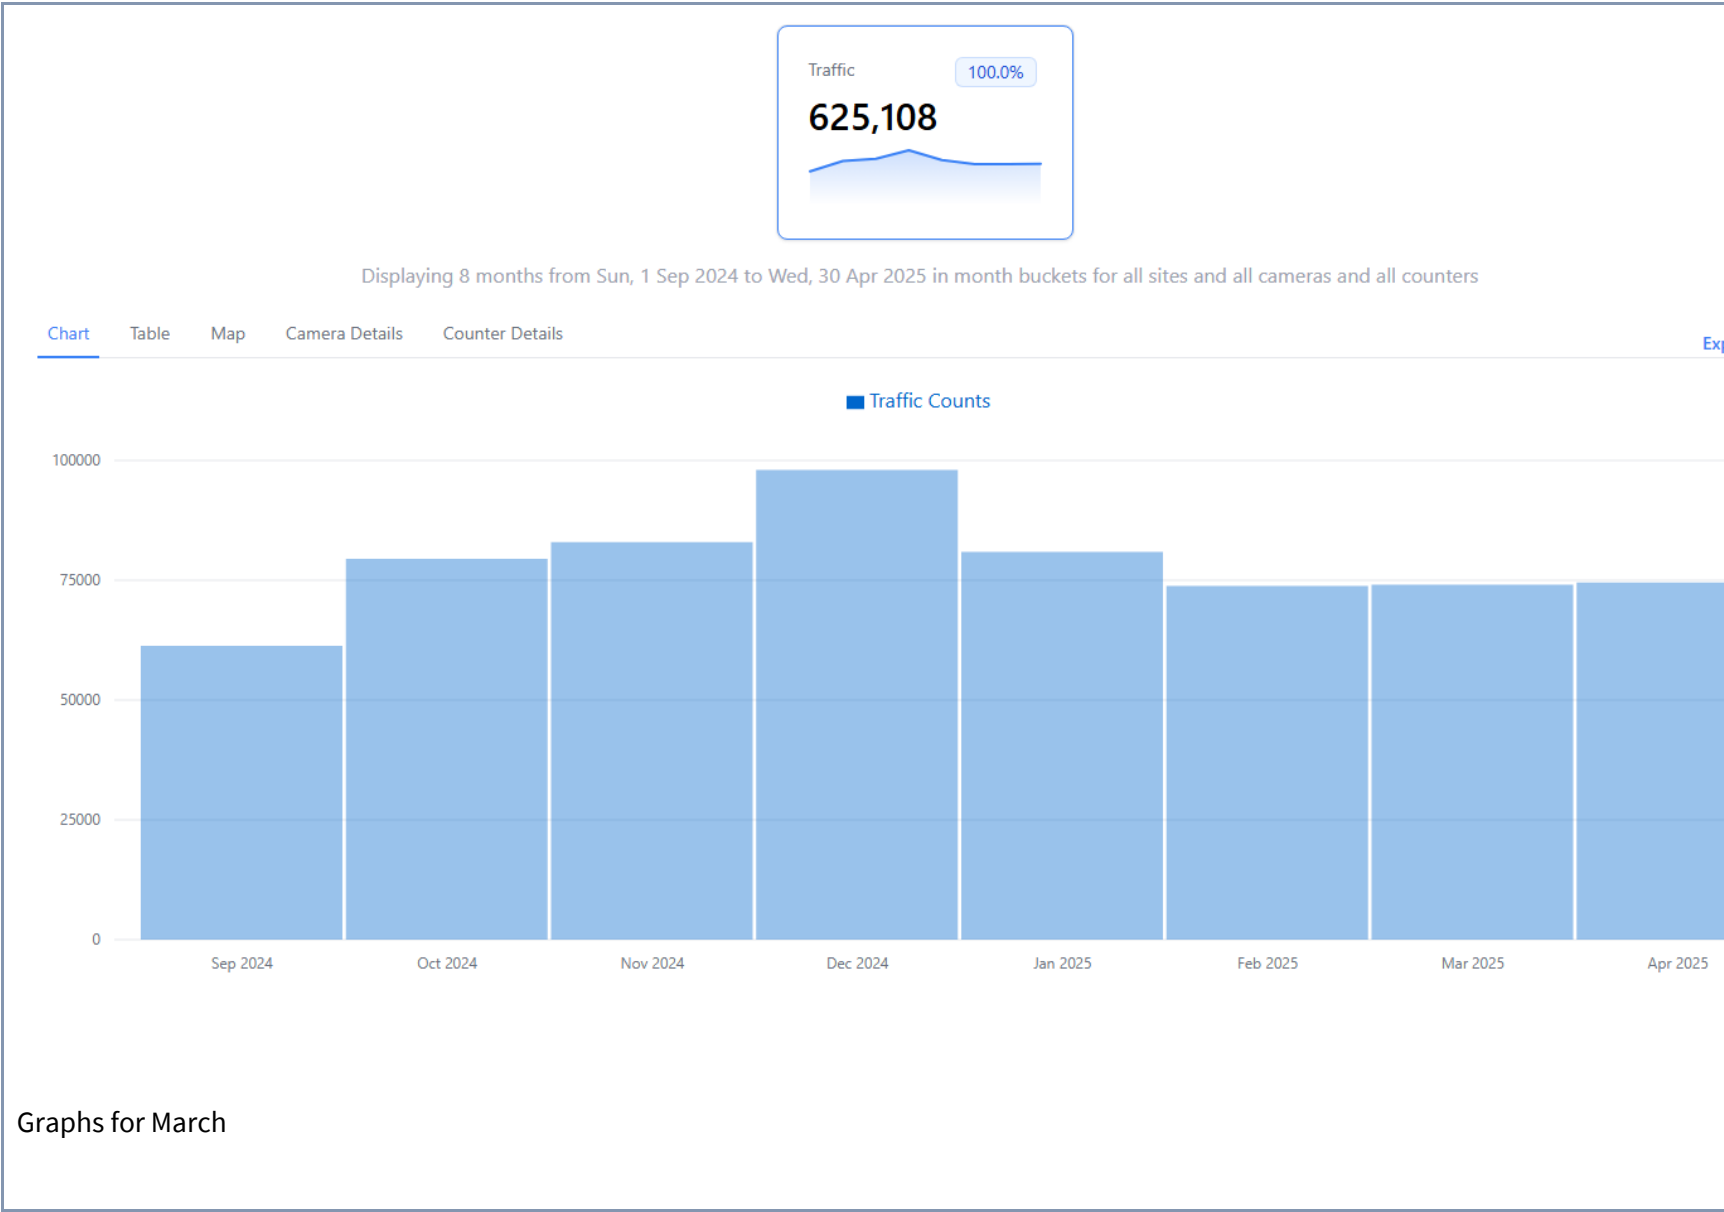 Traffic 100.0%
625,108
Displaying 8 months from Sun, 1 Sep 2024 to Wed, 30 Apr 2025 in month buckets for all sites and all cameras and all counters
Chart Table Map Camera Details Counter Details
Exp
Traffic Counts
100000
75000
50000
25000
0
Sep 2024 Oct 2024 Nov 2024 Dec 2024 Jan 2025 Feb 2025 Mar 2025 Apr 2025
Graphs for March